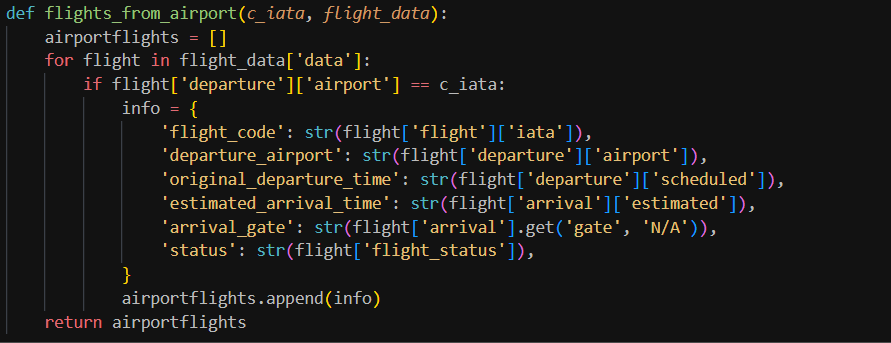 def flights_from_airport(c_iata, flight_data):
    airportflights = []
    for flight in flight_data['data']:
        if flight['departure']['airport'] == c_iata:
            info = {
                'flight_code': str(flight['flight']['iata']),
                'departure_airport': str(flight['departure']['airport']),
                'original_departure_time': str(flight['departure']['scheduled']),
                'estimated_arrival_time': str(flight['arrival']['estimated']),
                'arrival_gate': str(flight['arrival'].get('gate', 'N/A')),
                'status': str(flight['flight_status']),
            }
            airportflights.append(info)
    return airportflights